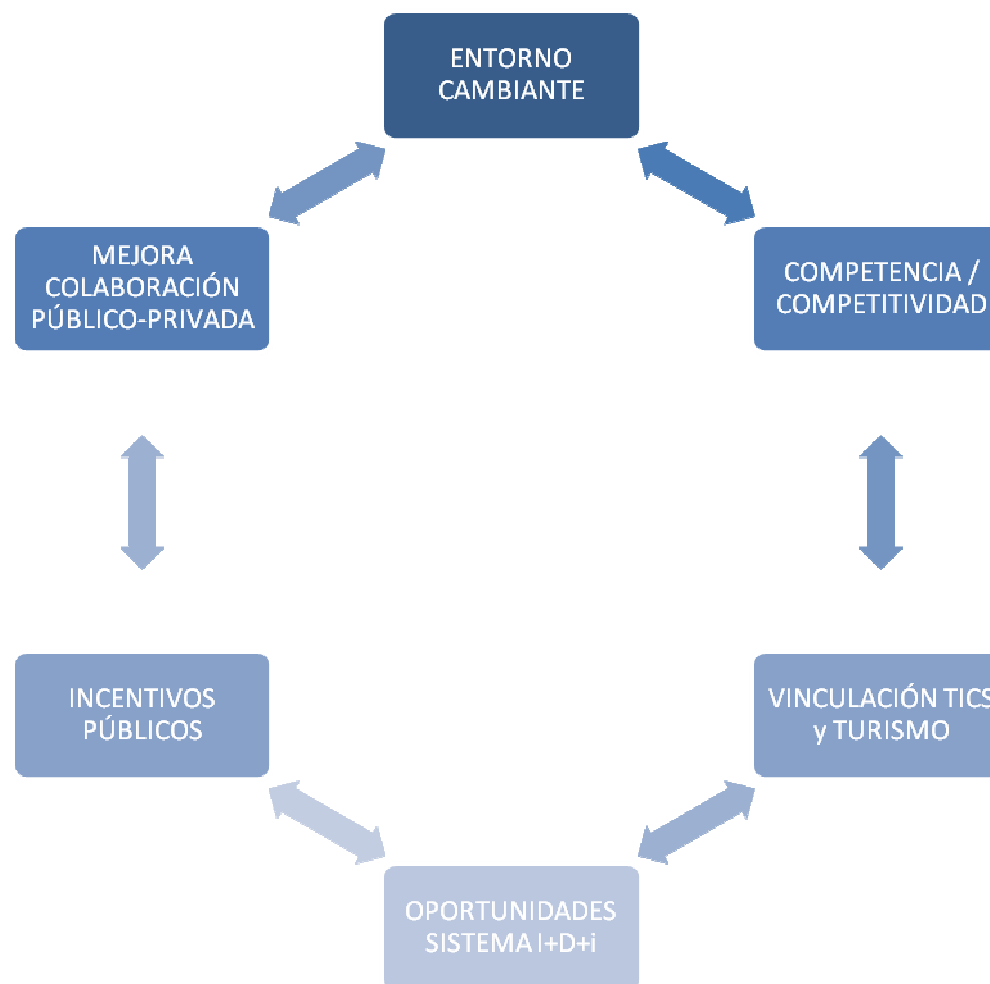 ENTORNO
CAMBIANTE
MEJORA
COLABORACIÓN
PÚBLICO-PRIVADA
COMPETENCIA /
COMPETITIVIDAD
INCENTIVOS
PÚBLICOS
VINCULACIÓN TICS
y TURISMO
OPORTUNIDADES
SISTEMA I+D+i